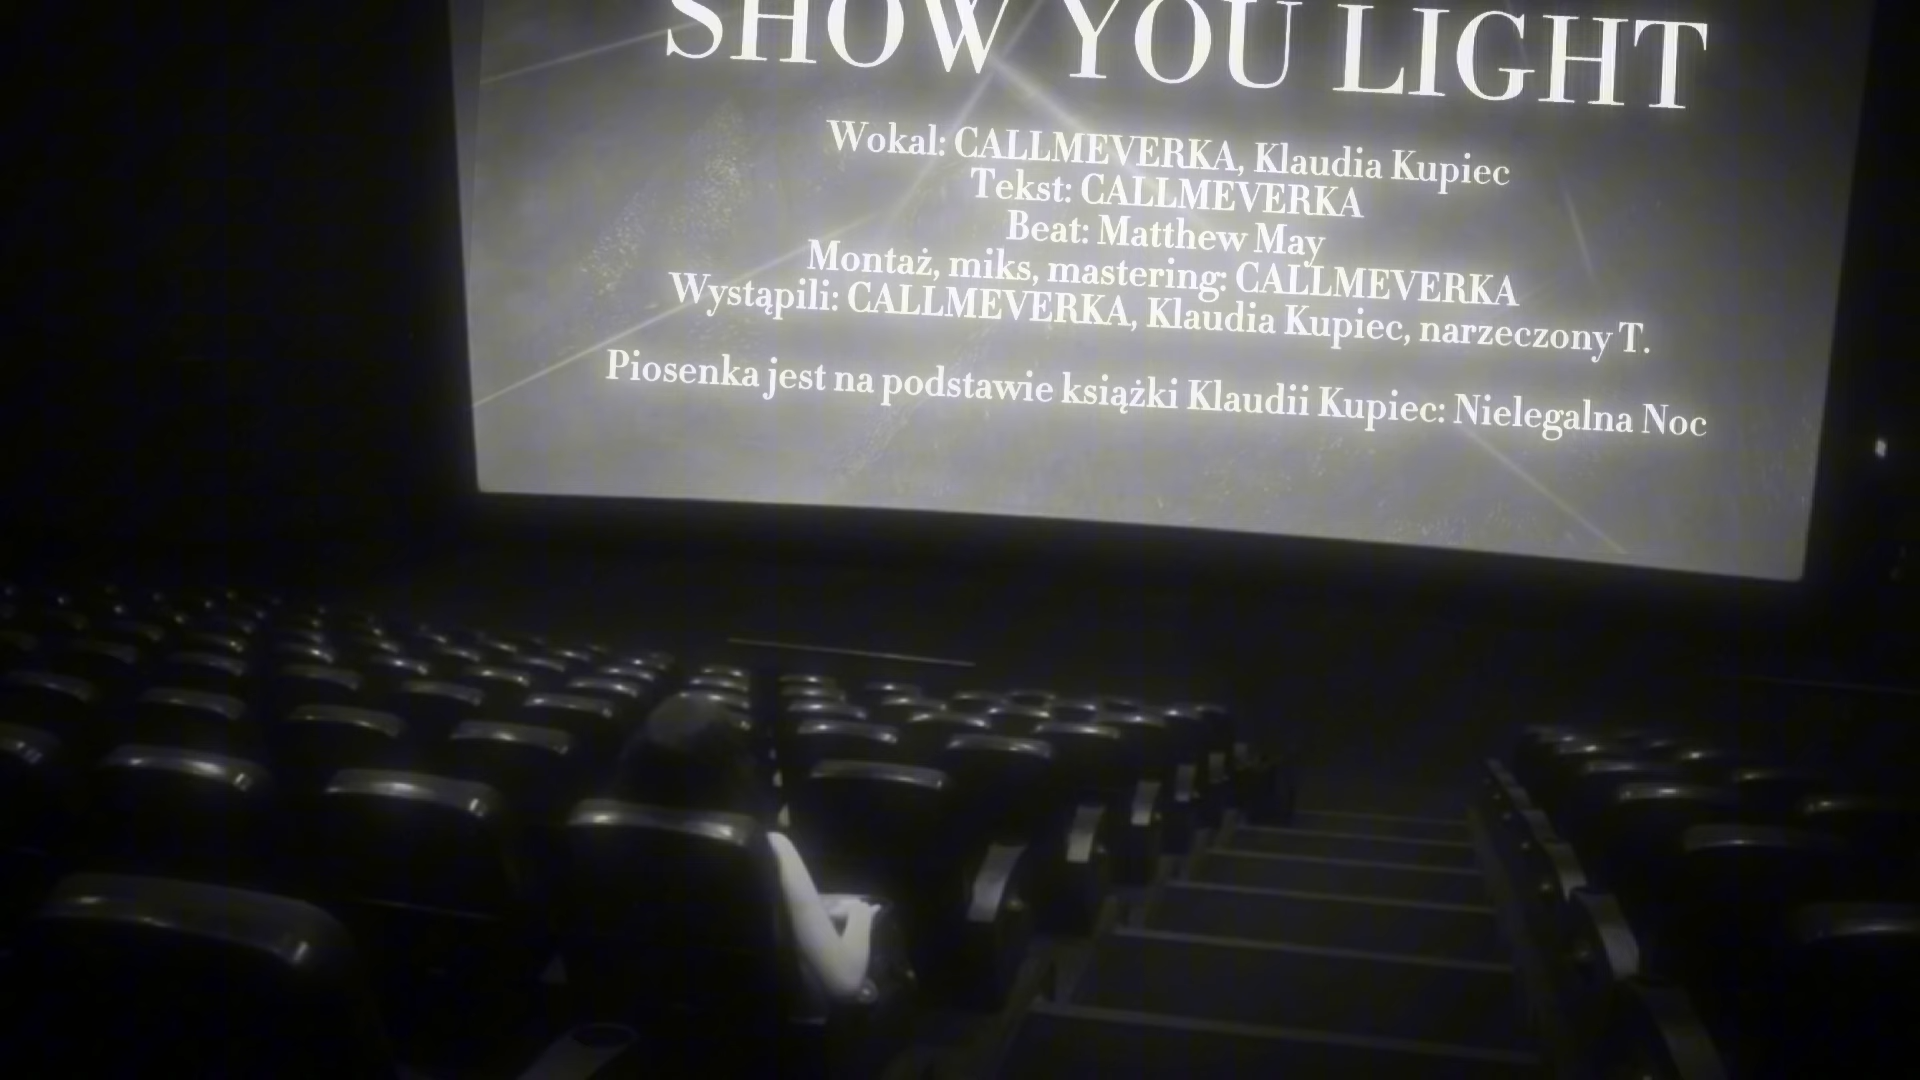 SHOW YOU LIGHT
Wokal: CALLMEVERKA, Klaudia Kupiec
Tekst: CALLMEVERKA
Beat: Matthew May
Montaż, miks, mastering: CALLMEVERKA
Wystąpili: CALLMEVERKA, Klaudia Kupiec, narzeczony T.
Piosenka jest na podstawie książki Klaudii Kupiec: Nielegalna Noc